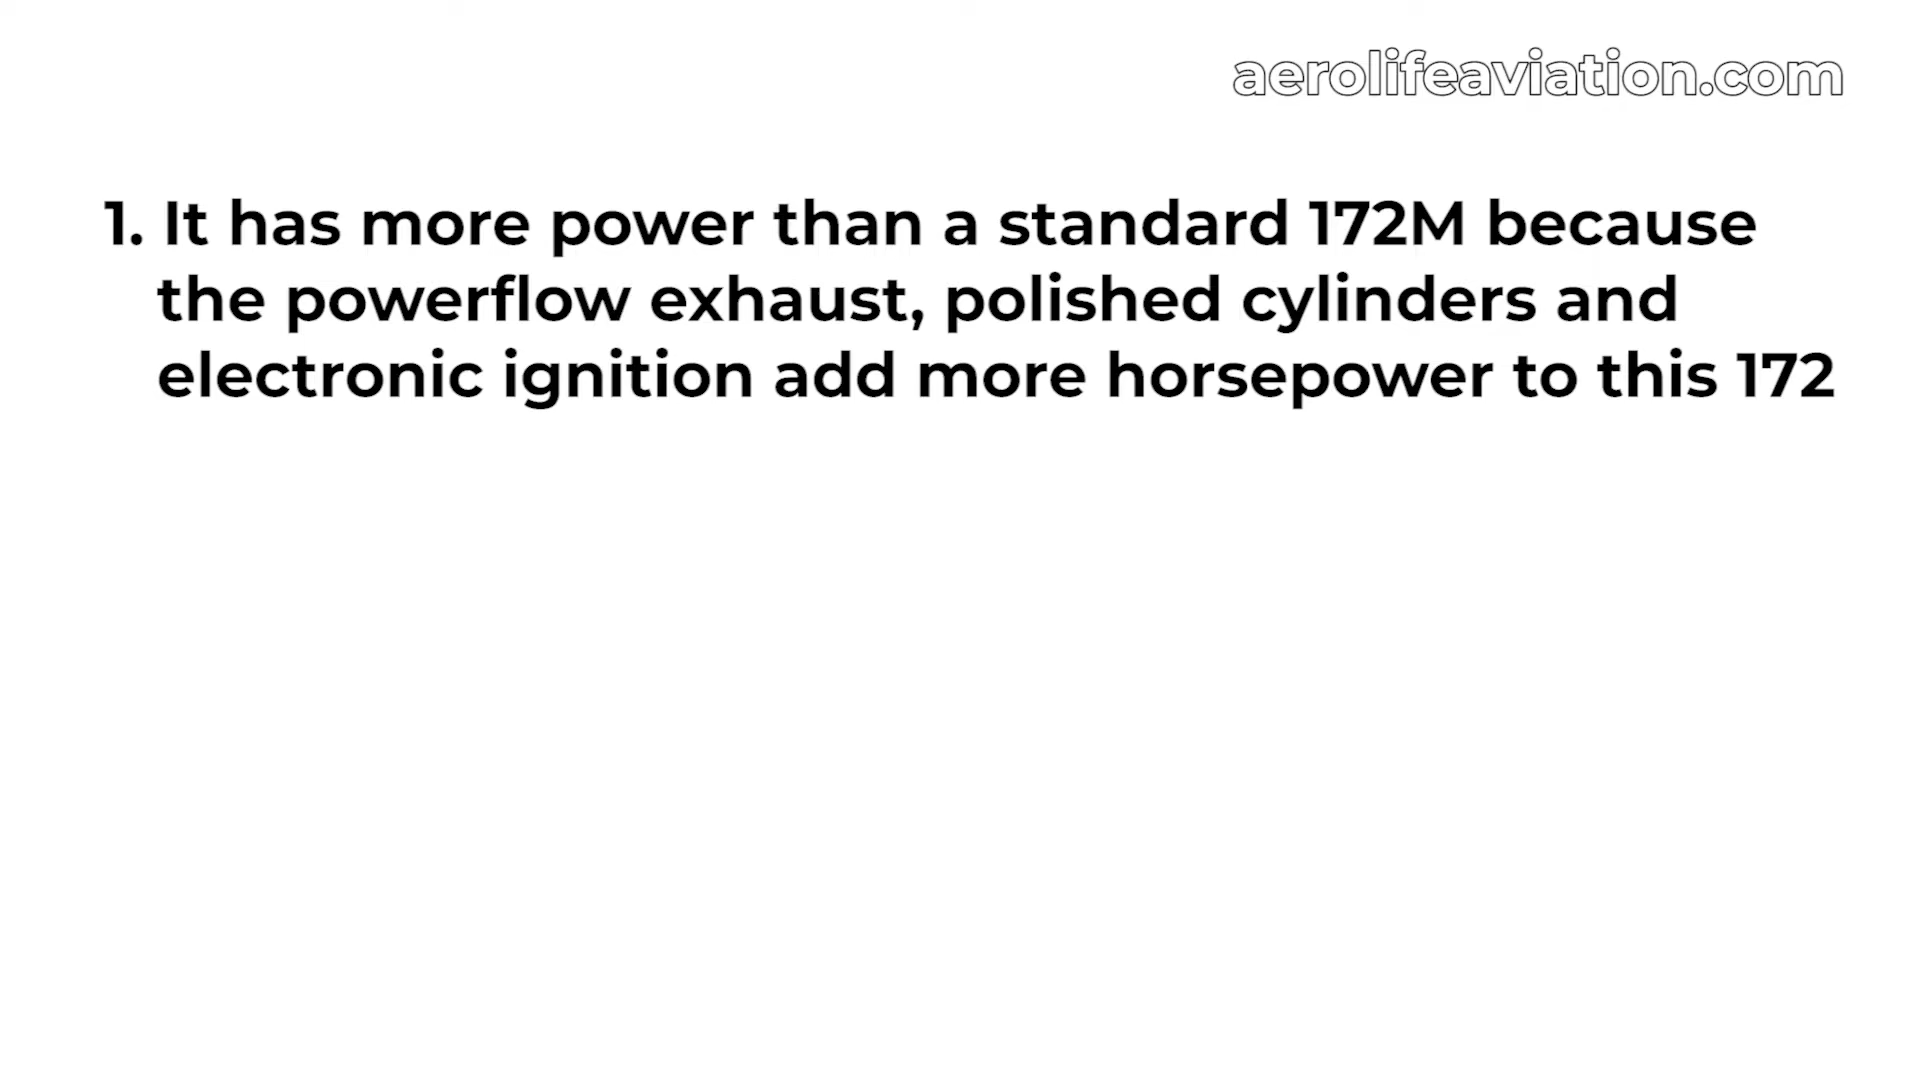 aerolifeaviation.com
1. It has more power than a standard 172M because
the powerflow exhaust, polished cylinders and
electronic ignition add more horsepower to this 172